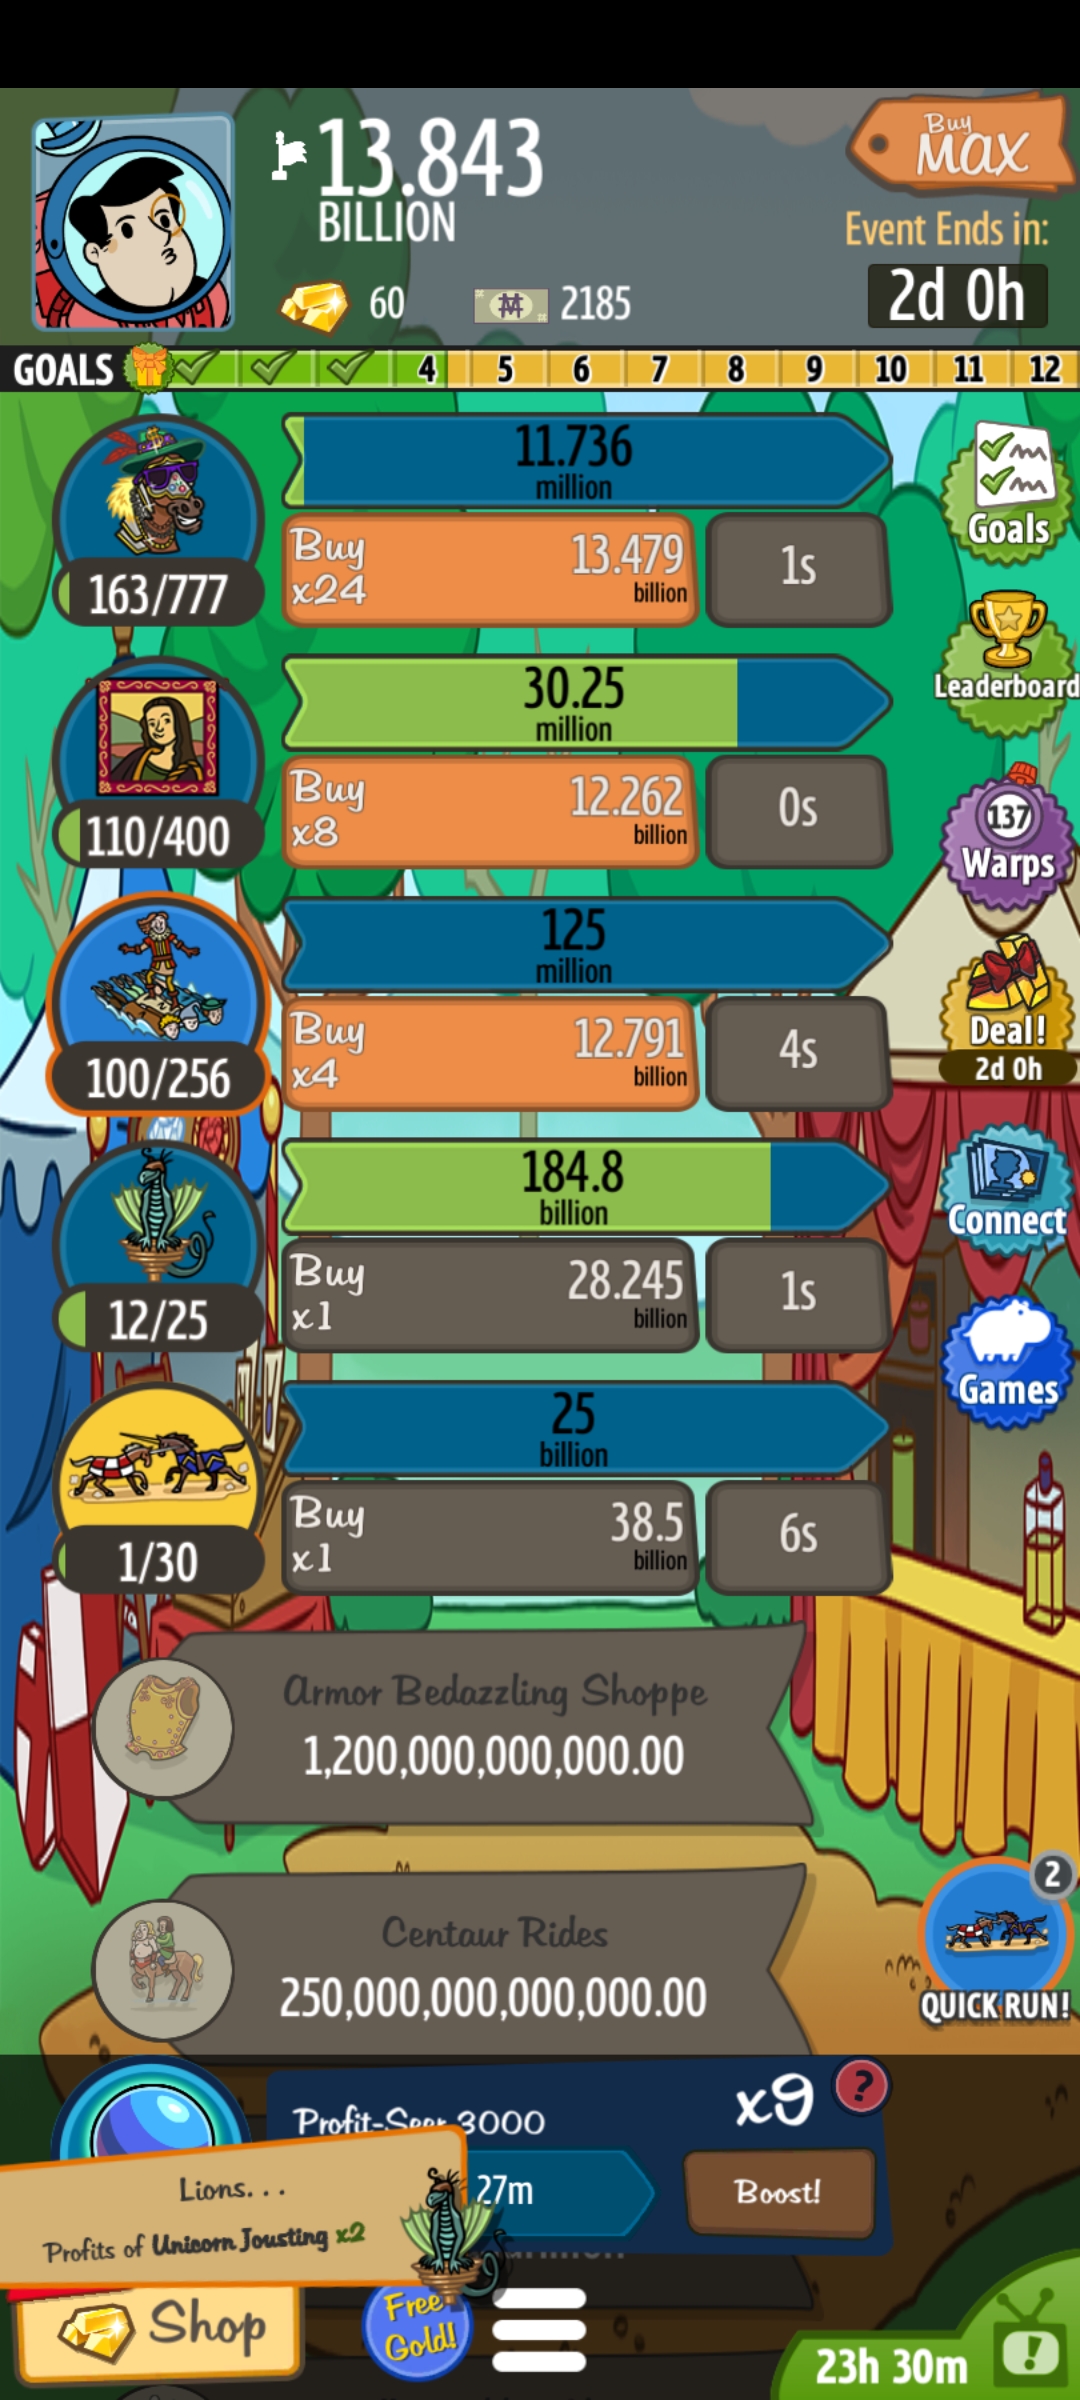 13.843
BILLION
Buy
MAX
Event Ends in:
2d 0h
60
2185
GOALS 4 5 6 7 8 9 10 11 12
11.736
million
163/777
Buy
x24
13.479
billion
1s
Goals
Leaderboard
30.25
million
110/400
Buy
x8
12.262
billion
0s
137
Warps
125
million
100/256
Buy
x4
12.791
billion
4s
Deal!
2d 0h
184.8
billion
12/25
Buy
x1
28.245
billion
1s
Connect
Games
25
billion
1/30
Buy
x1
38.5
billion
6s
Armor Bedazzling Shoppe
1,200,000,000,000.00
Centaur Rides
250,000,000,000,000.00
2
QUICK RUN!
Profit-Seer 3000
x9
?
27m
Boost!
Lions...
Profits of Unicorn Jousting x2
Shop
Free
Gold!
23h 30m
!